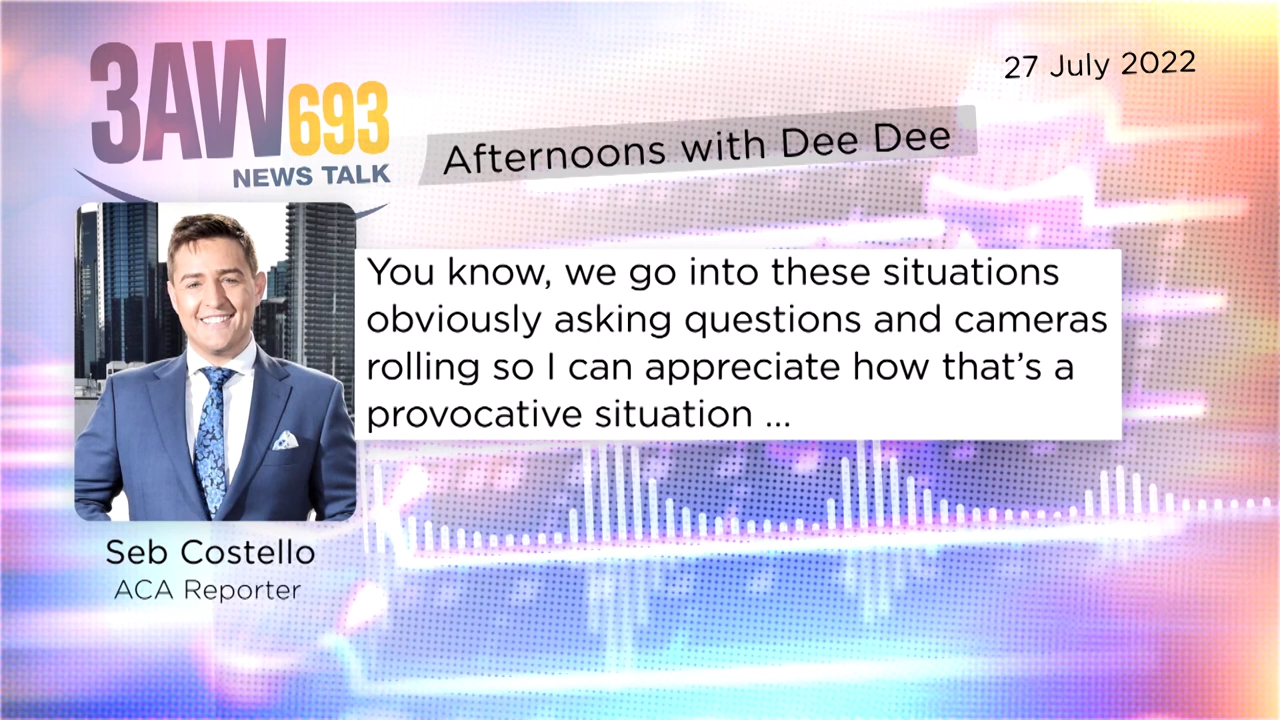 3AW693
NEWS TALK
27 July 2022
Afternoons with Dee Dee
You know, we go into these situations
obviously asking questions and cameras
rolling so I can appreciate how that’s a
provocative situation ...
Seb Costello
ACA Reporter